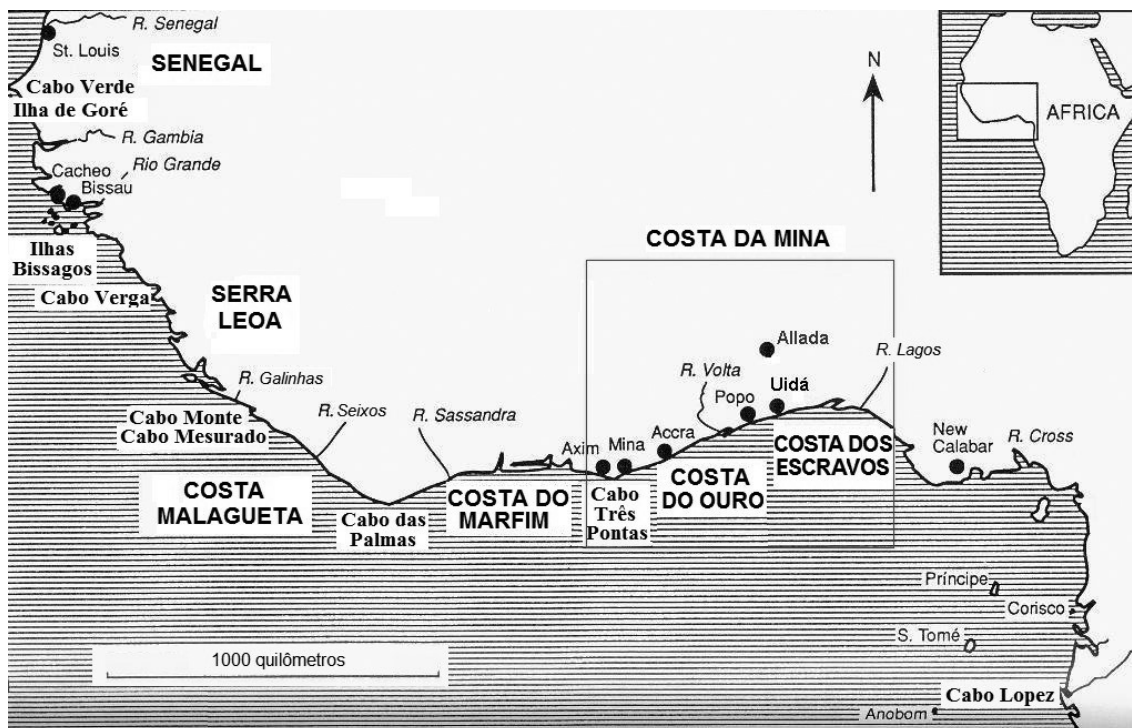 R. Senegal
St. Louis
SENEGAL
Cabo Verde
Ilha de Goré
R. Gambia
Rio Grande
Cacheo
Bissau
Ilhas
Bissagos
Cabo Verga
SERRA
LEOA
R. Galinhas
Cabo Monte
Cabo Mesurado
R. Seixos
R. Sassandra
COSTA
MALAGUETA
Cabo das
Palmas
COSTA DO
MARFIM
COSTA DA MINA
Axim
Mina
Accra
R. Volta
Popo
Uidá
Allada
R. Lagos
Cabo
Três
Pontas
COSTA
DO OURO
COSTA DOS
ESCRAVOS
New
Calabar
R. Cross
Príncipe
Corisco
S. Tomé
Cabo Lopez
Anobom
1000 quilômetros
N
AFRICA